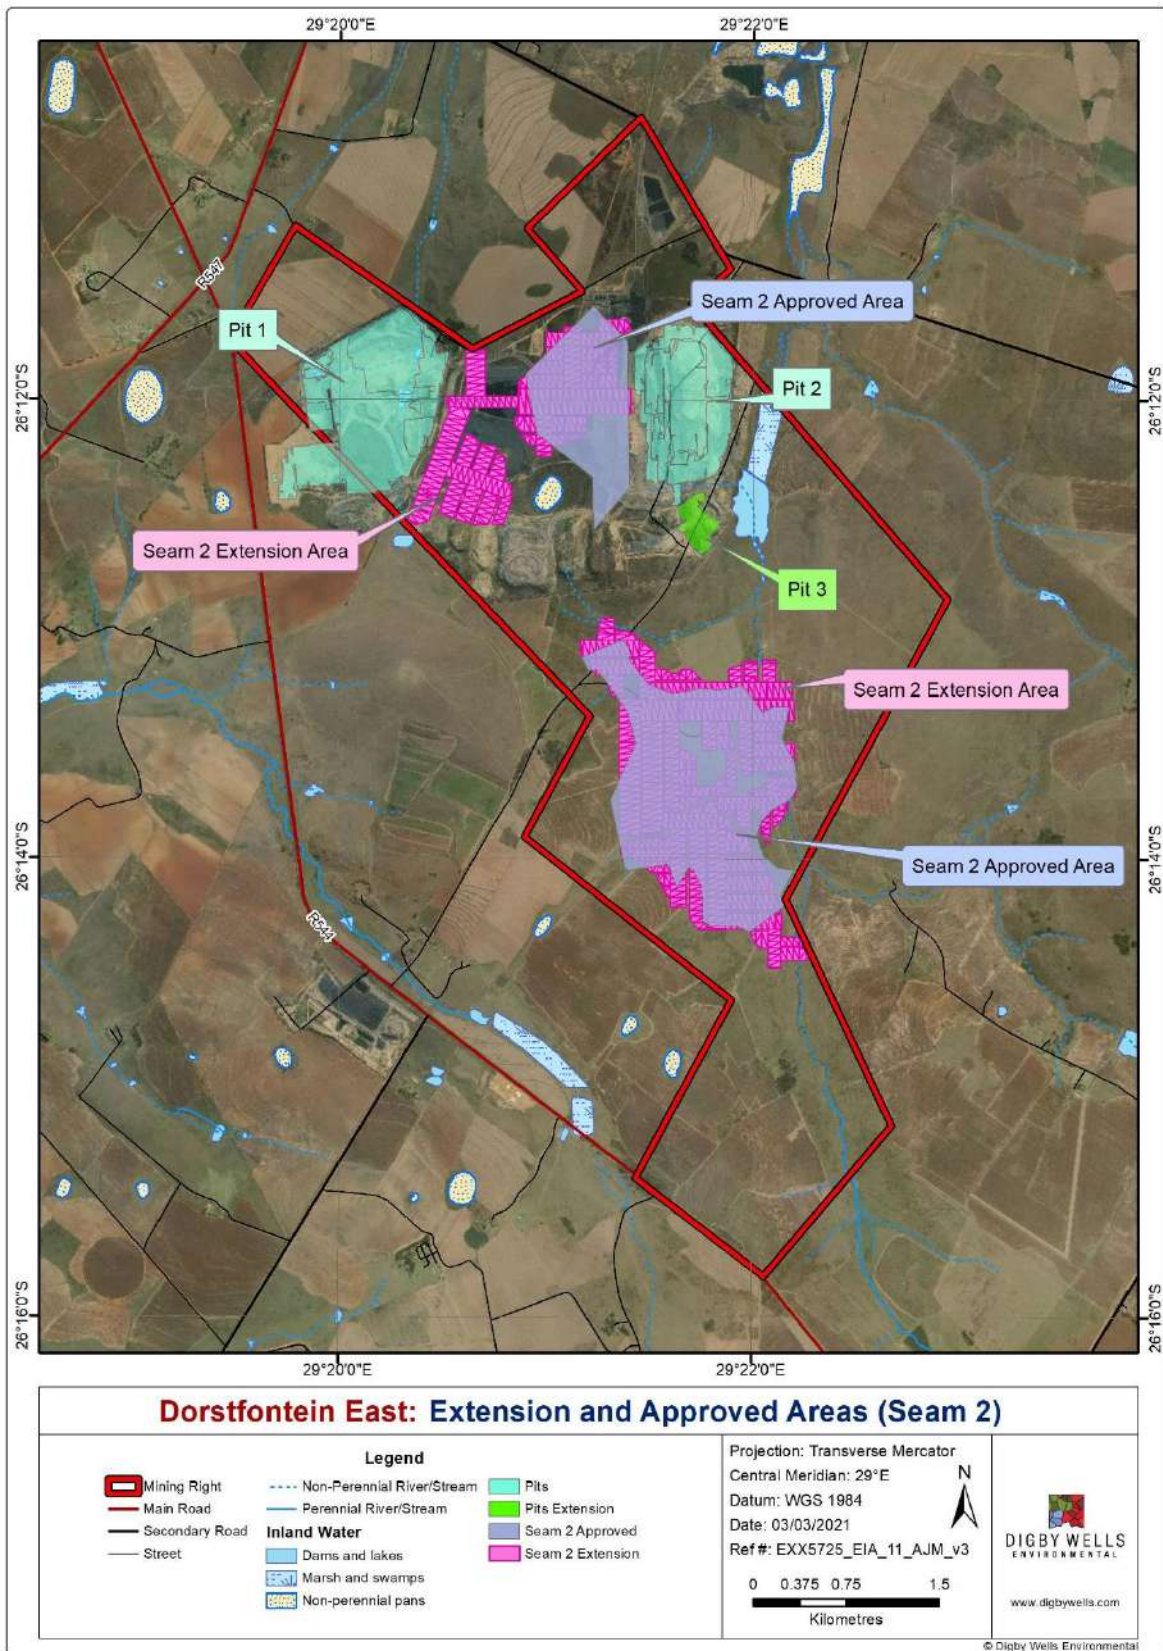 29°20'0"E
29°22'0"E
R547
Seam 2 Approved Area
Pit 1
Pit 2
26°12'0"S
26°12'0"S
Seam 2 Extension Area
Pit 3
Seam 2 Extension Area
26°14'0"S
26°14'0"S
Seam 2 Approved Area
R544
26°16'0"S
26°16'0"S
29°20'0"E
29°22'0"E
Dorstfontein East: Extension and Approved Areas (Seam 2)
Legend
Mining Right
Main Road
Secondary Road
Street
Non-Perennial River/Stream
Perennial River/Stream
Inland Water
Dams and lakes
Marsh and swamps
Non-perennial pans
Pits
Pits Extension
Seam 2 Approved
Seam 2 Extension
Projection: Transverse Mercator
Central Meridian: 29°E
Datum: WGS 1984
Date: 03/03/2021
Ref #: EXX5725_EIA_11_AJM_v3
N
0 0.375 0.75 1.5
Kilometres
DIGBY WELLS
ENVIRONMENTAL
www.digbywells.com
© Digby Wells Environmental